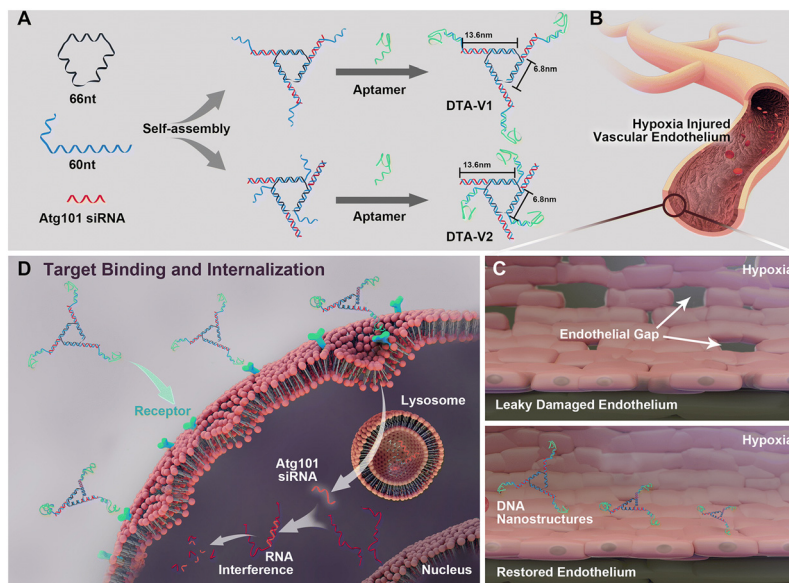 A
66nt
60nt
Atg101 siRNA
Self-assembly
Aptamer
13.6nm
6.8nm
DTA-V1
Aptamer
13.6nm
6.8nm
DTA-V2
B
Hypoxia Injured
Vascular Endothelium
D Target Binding and Internalization
Receptor
Lysosome
Atg101
siRNA
RNA
Interference
Nucleus
C
Hypoxia
Endothelial Gap
Leaky Damaged Endothelium
Hypoxia
DNA
Nanostructures
Restored Endothelium